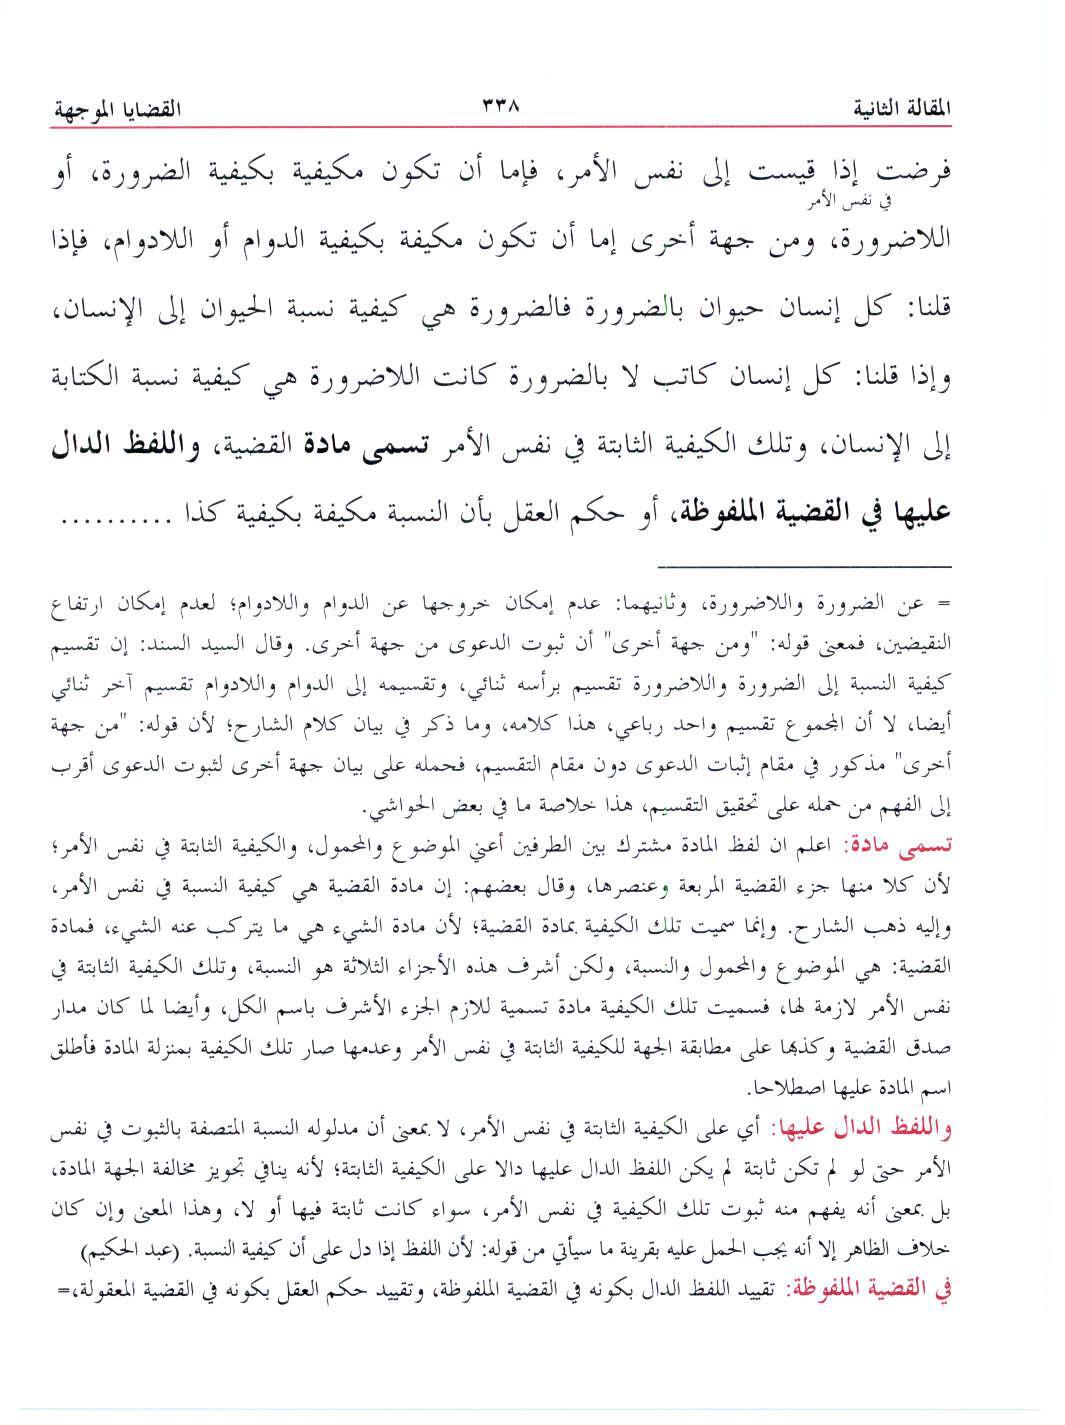 المقالة الثانية ٣٣٨ القضايا الموجهة
فرضت إذا قيست إلى نفس الأمر، فإما أن تكون مكيفية بكيفية الضرورة، أو
في نفس الأمر
اللاضرورة، ومن جهة أخرى إما أن تكون مكيفة بكيفية الدوام أو اللادوام، فإذا
قلنا: كل إنسان حيوان بالضرورة فالضرورة هي كيفية نسبة الحيوان إلى الإنسان،
وإذا قلنا: كل إنسان كاتب لا بالضرورة كانت اللاضرورة هي كيفية نسبة الكتابة
إلى الإنسان، وتلك الكيفية الثابتة في نفس الأمر تسمى مادة القضية، واللفظ الدال
عليها في القضية الملفوظة، أو حكم العقل بأن النسبة مكيفة بكيفية كذا ..........
= عن الضرورة واللاضرورة، وثانيهما: عدم إمكان خروجها عن الدوام واللادوام؛ لعدم إمكان ارتفاع
النقيضين، فمعنى قوله: "ومن جهة أخرى" أن ثبوت الدعوى من جهة أخرى. وقال السيد السند: إن تقسيم
كيفية النسبة إلى الضرورة واللاضرورة تقسيم برأسه ثنائي، وتقسيمه إلى الدوام واللادوام تقسيم آخر ثنائي
أيضا، لا أن المجموع تقسيم واحد رباعي، هذا كلامه، وما ذكر في بيان كلام الشارح؛ لأن قوله: "من جهة
أخرى" مذكور في مقام إثبات الدعوى دون مقام التقسيم، فحمله على بيان جهة أخرى لثبوت الدعوى أقرب
إلى الفهم من حمله على تحقيق التقسيم، هذا خلاصة ما في بعض الحواشي.
تسمى مادة: اعلم ان لفظ المادة مشترك بين الطرفين أعني الموضوع والمحمول، والكيفية الثابتة في نفس الأمر؛
لأن كلا منها جزء القضية المربعة وعنصرها، وقال بعضهم: إن مادة القضية هي كيفية النسبة في نفس الأمر،
وإليه ذهب الشارح. وإنما سميت تلك الكيفية بمادة القضية؛ لأن مادة الشيء هي ما يتركب عنه الشيء، فمادة
القضية: هي الموضوع والمحمول والنسبة، ولكن أشرف هذه الأجزاء الثلاثة هو النسبة، وتلك الكيفية الثابتة في
نفس الأمر لازمة لها، فسميت تلك الكيفية مادة تسمية للازم الجزء الأشرف باسم الكل، وأيضا لما كان مدار
صدق القضية وكذبها على مطابقة الجهة للكيفية الثابتة في نفس الأمر وعدمها صار تلك الكيفية بمنزلة المادة فأطلق
اسم المادة عليها اصطلاحا.
واللفظ الدال عليها: أي على الكيفية الثابتة في نفس الأمر، لا بمعنى أن مدلوله النسبة المتصفة بالثبوت في نفس
الأمر حتى لو لم تكن ثابتة لم يكن اللفظ الدال عليها دالا على الكيفية الثابتة؛ لأنه ينافي تجويز مخالفة الجهة المادة،
بل بمعنى أنه يفهم منه ثبوت تلك الكيفية في نفس الأمر، سواء كانت ثابتة فيها أو لا، وهذا المعنى وإن كان
خلاف الظاهر إلا أنه يجب الحمل عليه بقرينة ما سيأتي من قوله: لأن اللفظ إذا دل على أن كيفية النسبة. (عبد الحكيم)
في القضية الملفوظة: تقييد اللفظ الدال بكونه في القضية الملفوظة، وتقييد حكم العقل بكونه في القضية المعقولة،=